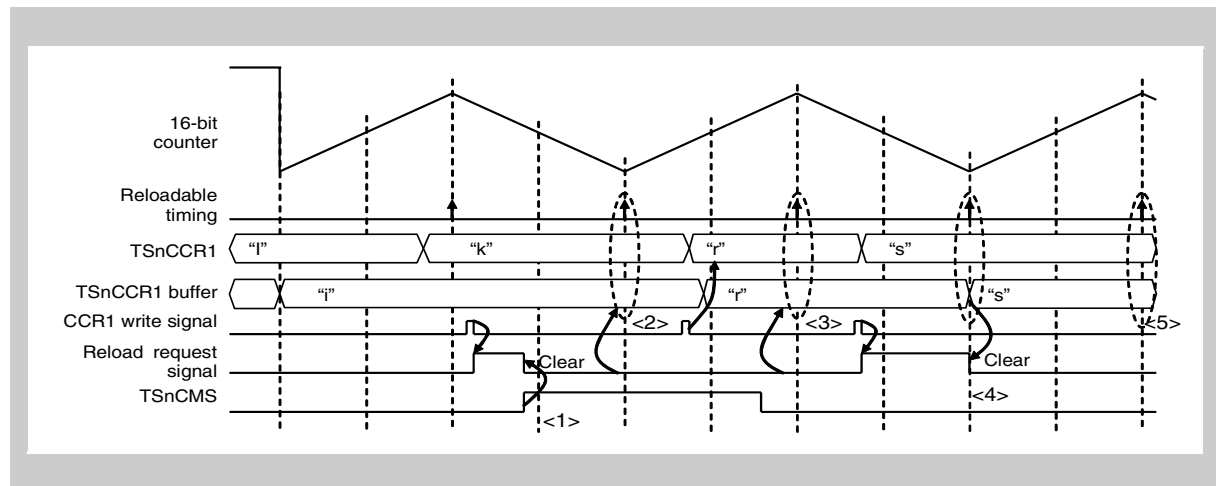 16-bit
counter
Reloadable
timing
TSnCCR1
“l” “k” “r” “s”
TSnCCR1 buffer
“i” “r” “s”
CCR1 write signal
<2> <3> <5>
Reload request
signal
Clear Clear
TSnCMS
<1> <4>